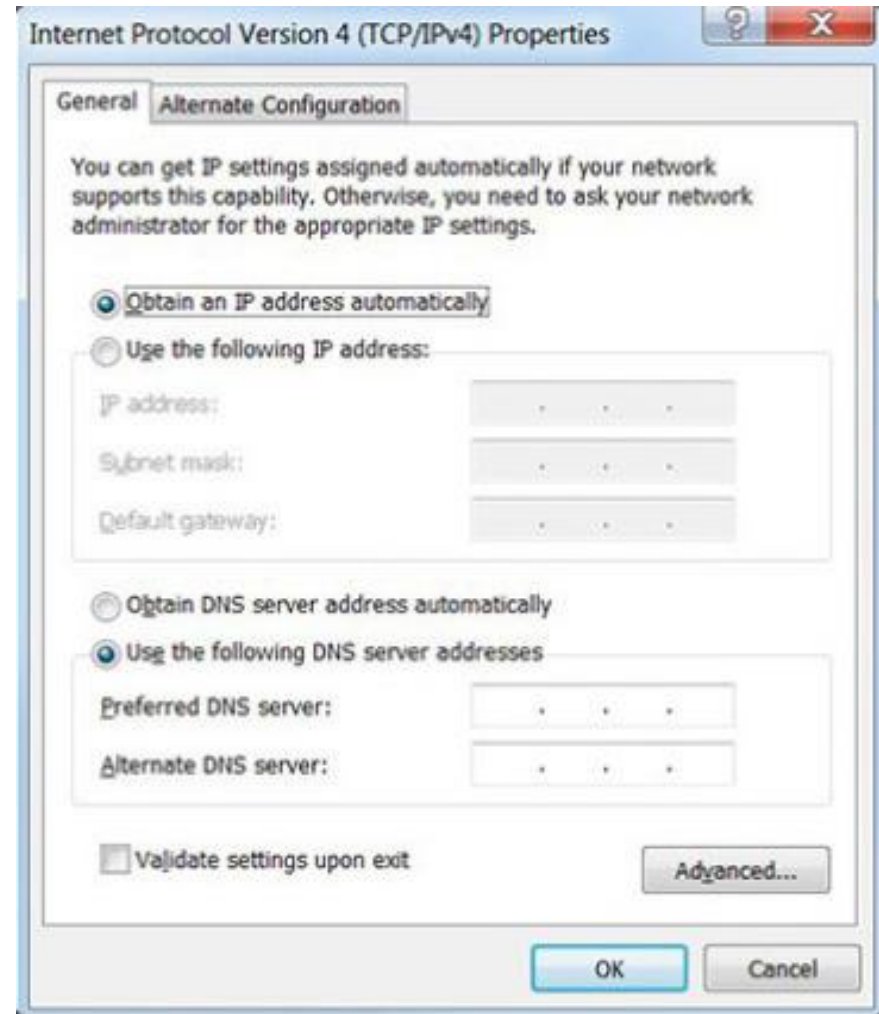 Internet Protocol Version 4 (TCP/IPv4) Properties
General
Alternate Configuration
You can get IP settings assigned automatically if your network
supports this capability. Otherwise, you need to ask your network
administrator for the appropriate IP settings.
Obtain an IP address automatically
Use the following IP address:
IP address:
Subnet mask:
Default gateway:
Obtain DNS server address automatically
Use the following DNS server addresses
Preferred DNS server:
Alternate DNS server:
Validate settings upon exit
Advanced...
OK
Cancel